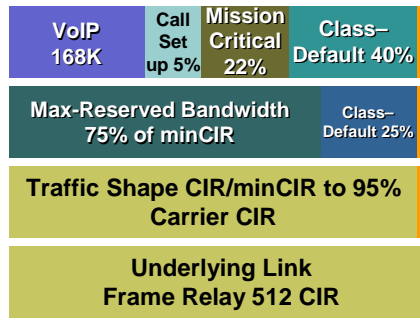 VoIP
168K
Call
Set
up 5%
Mission
Critical
22%
Class–
Default 40%
Max-Reserved Bandwidth
75% of minCIR
Class–
Default 25%
Traffic Shape CIR/minCIR to 95%
Carrier CIR
Underlying Link
Frame Relay 512 CIR